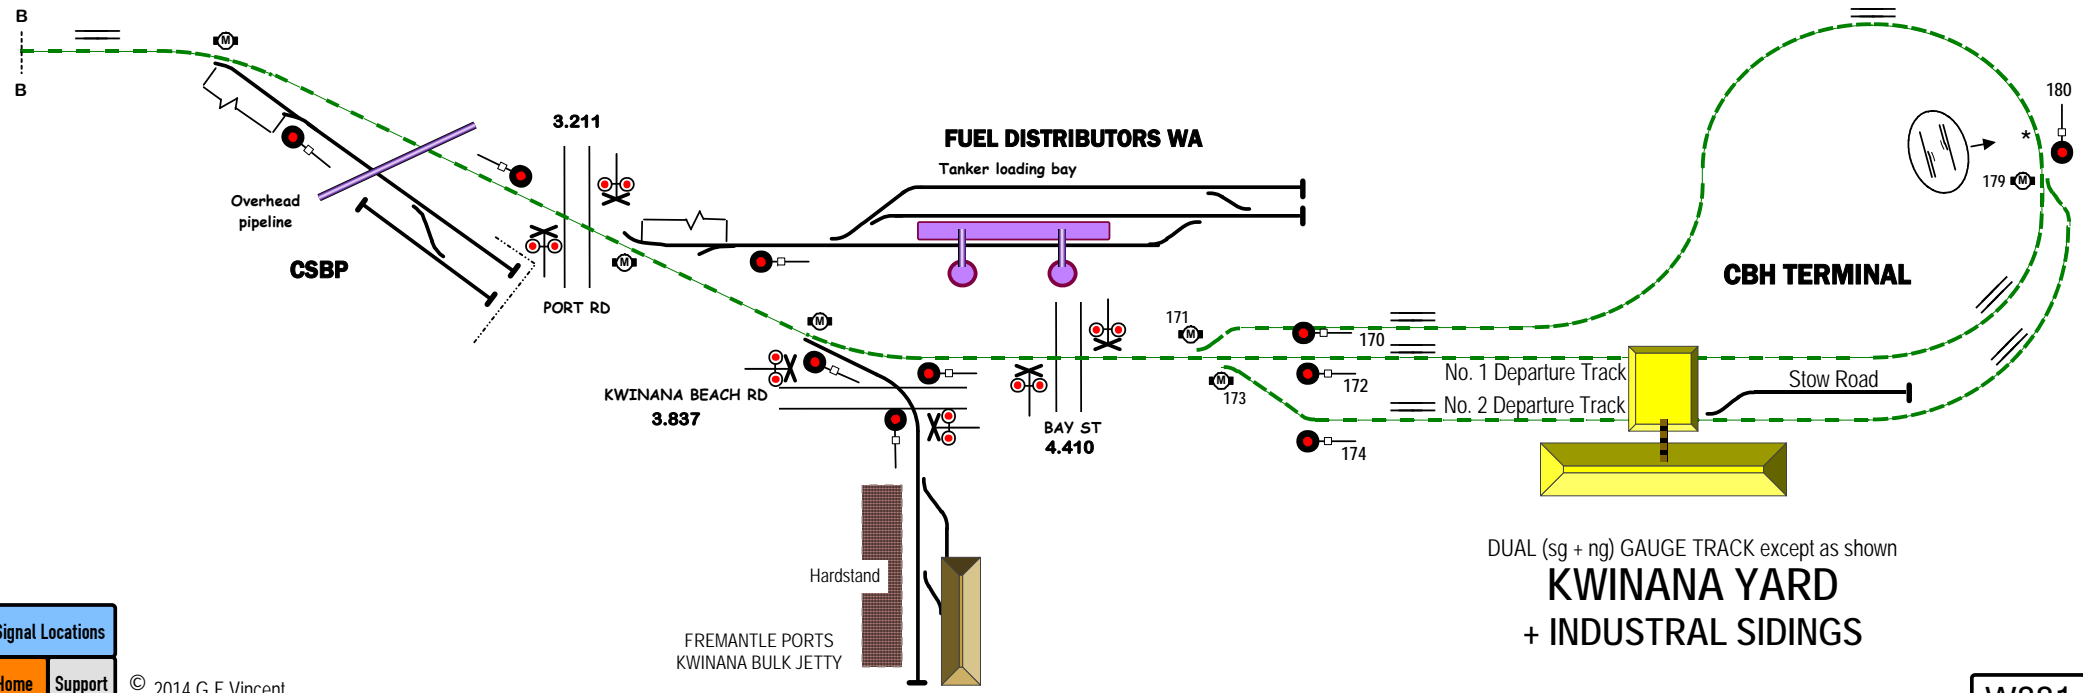 B
B
M
3.211
FUEL DISTRIBUTORS WA
Tanker loading bay
180
*
179 M
Overhead
pipeline
CSBP
M
PORT RD
CBH TERMINAL
M
171
M
170
KWINANA BEACH RD
3.837
M
173
172
No. 1 Departure Track
No. 2 Departure Track
Stow Road
BAY ST
4.410
174
Hardstand
FREMANTLE PORTS
KWINANA BULK JETTY
DUAL (sg + ng) GAUGE TRACK except as shown
KWINANA YARD
+ INDUSTRAL SIDINGS
Signal Locations
Home
Support
© 2014 G F Vincent